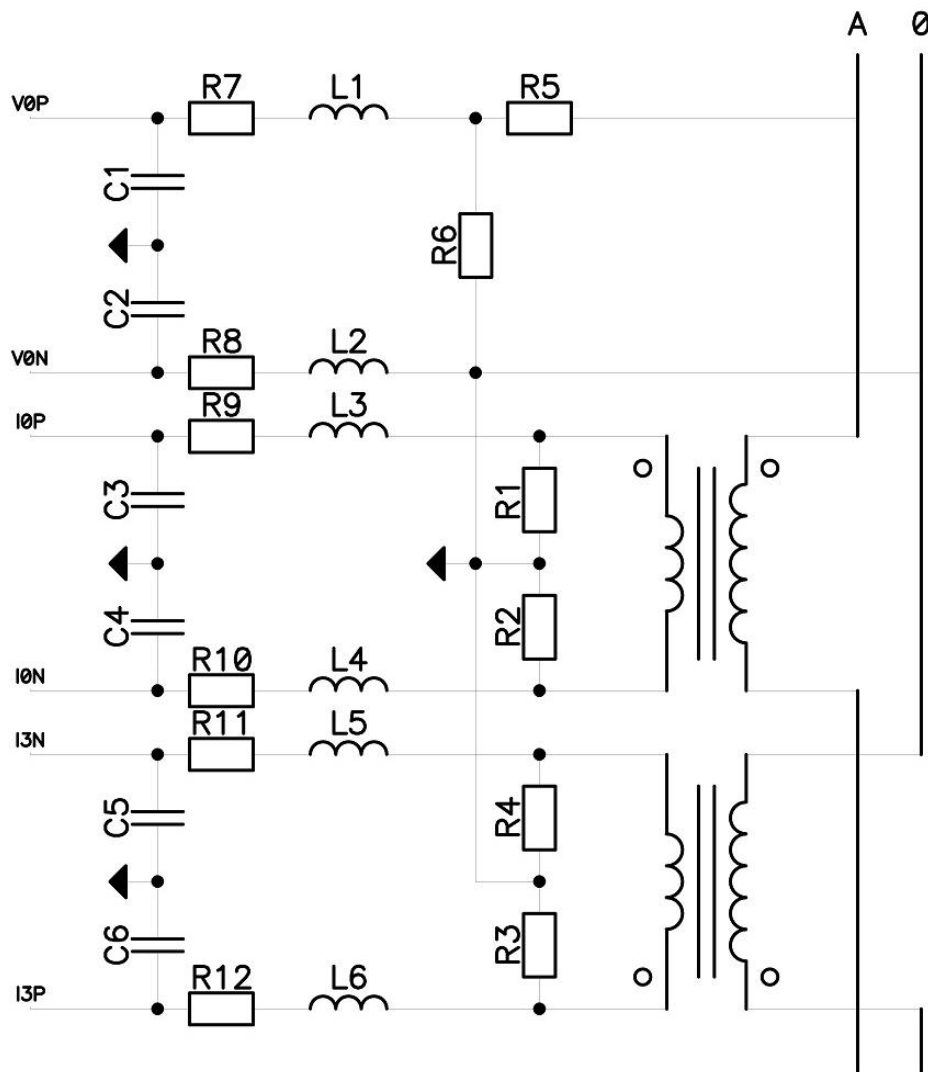 A 0
R7 L1 R5
V0P
C1
R6
C2
R8 L2
V0N
R9 L3
I0P
C3 R1
C4 R2
R10 L4
I0N
R11 L5
I3N
C5 R4
C6 R3
R12 L6
I3P